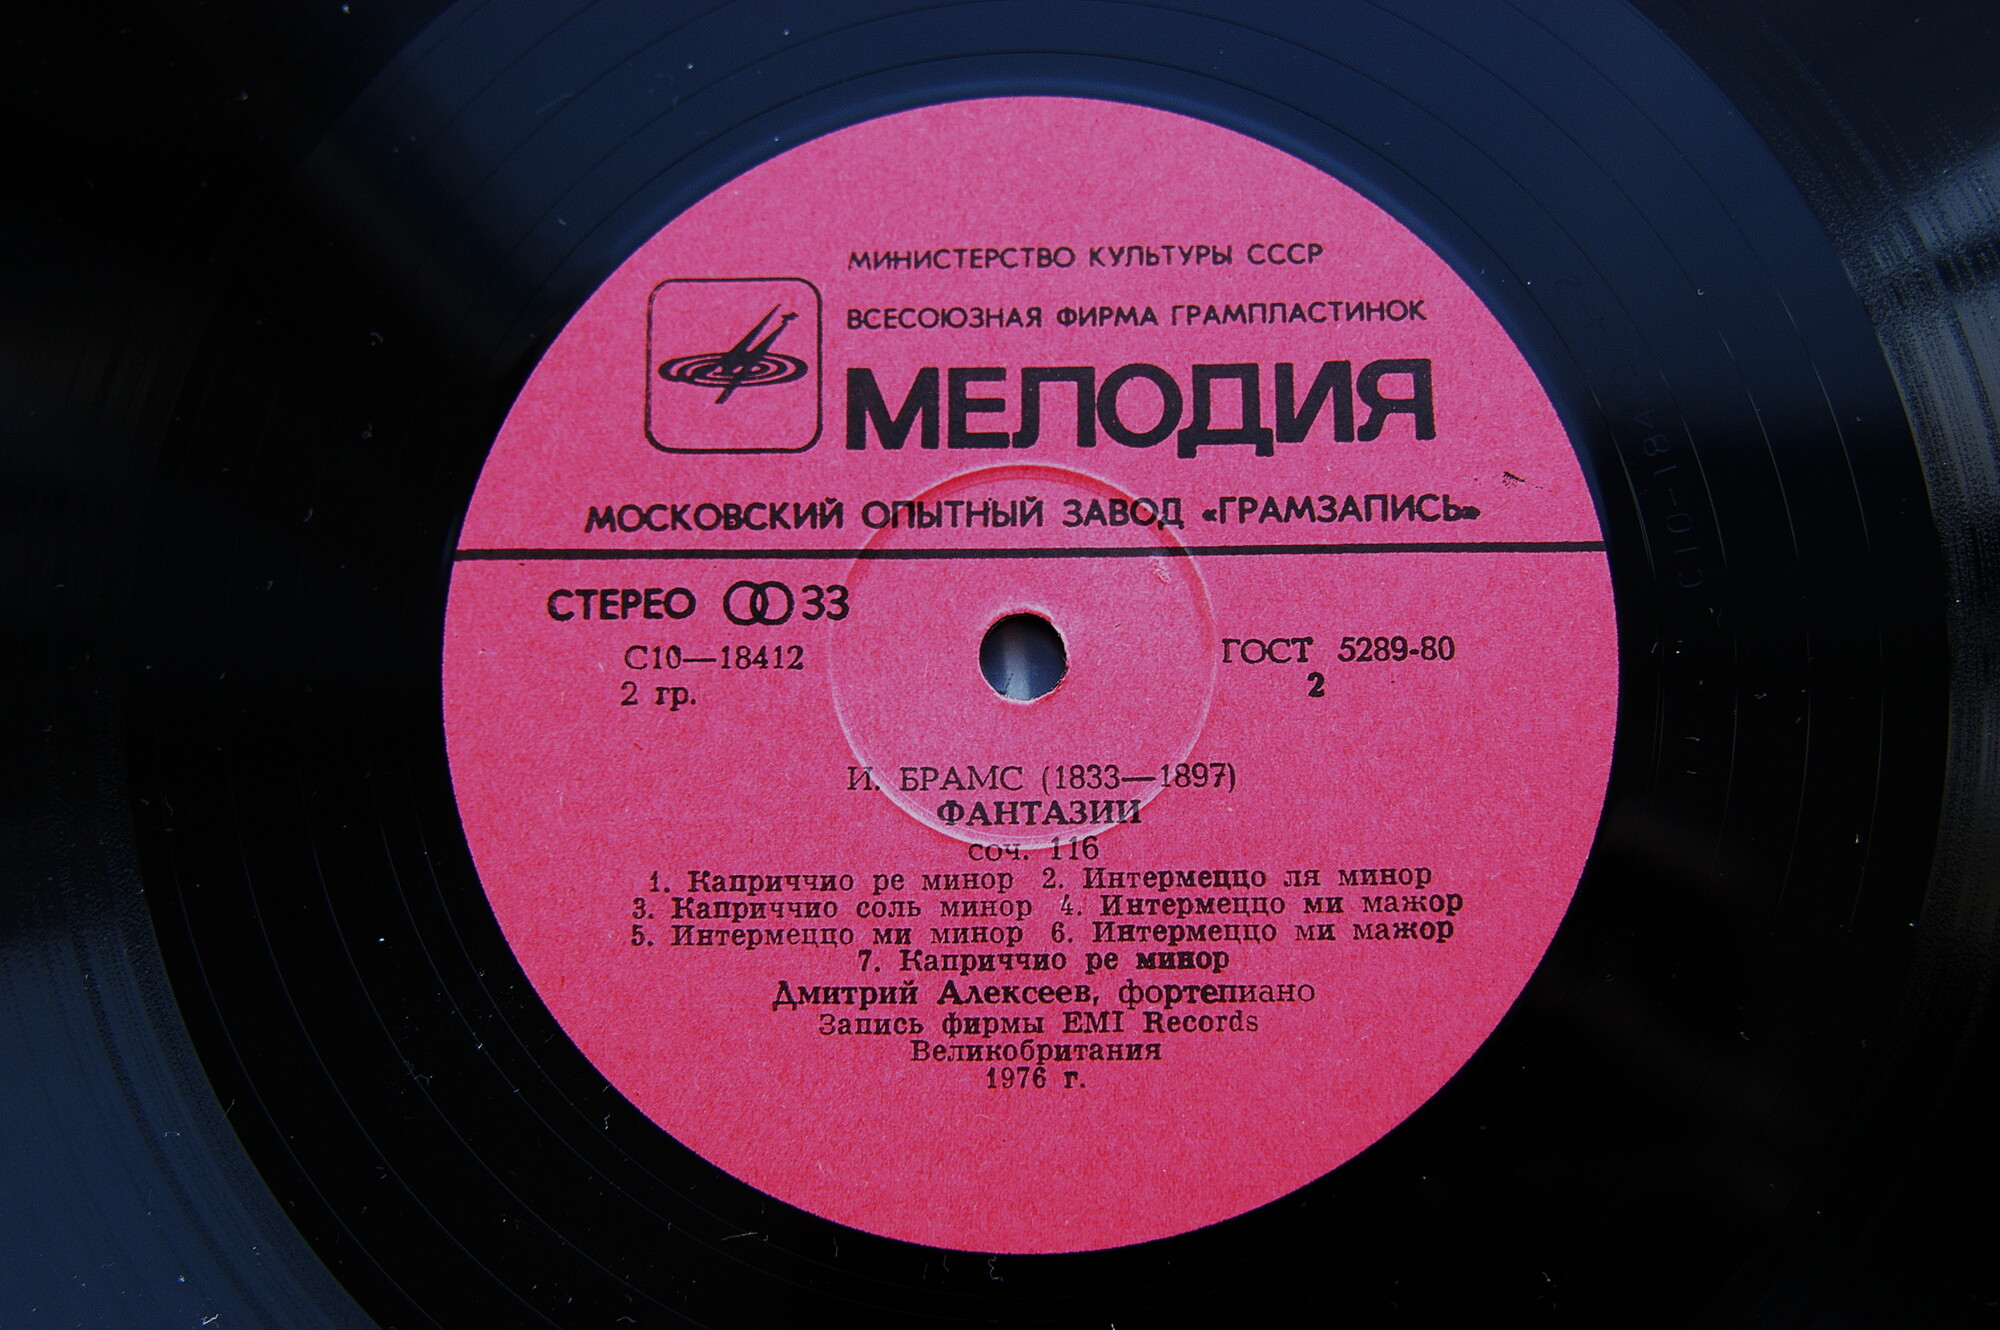 МИНИСТЕРСТВО КУЛЬТУРЫ СССР
ВСЕСОЮЗНАЯ ФИРМА ГРАМПЛАСТИНОК
МЕЛОДИЯ
МОСКОВСКИЙ ОПЫТНЫЙ ЗАВОД «ГРАМЗАПИСЬ»
СТЕРЕО 33
С10—18412
ГОСТ 5289-80
2 гр.
2
И. БРАМС (1833—1897)
ФАНТАЗИИ
соч. 116
1. Каприччио ре минор 2. Интермеццо ля минор
3. Каприччио соль минор 4. Интермеццо ми мажор
5. Интермеццо ми минор 6. Интермеццо ми мажор
7. Каприччио ре минор
Дмитрий Алексеев, фортепиано
Запись фирмы EMI Records
Великобритания
1976 г.